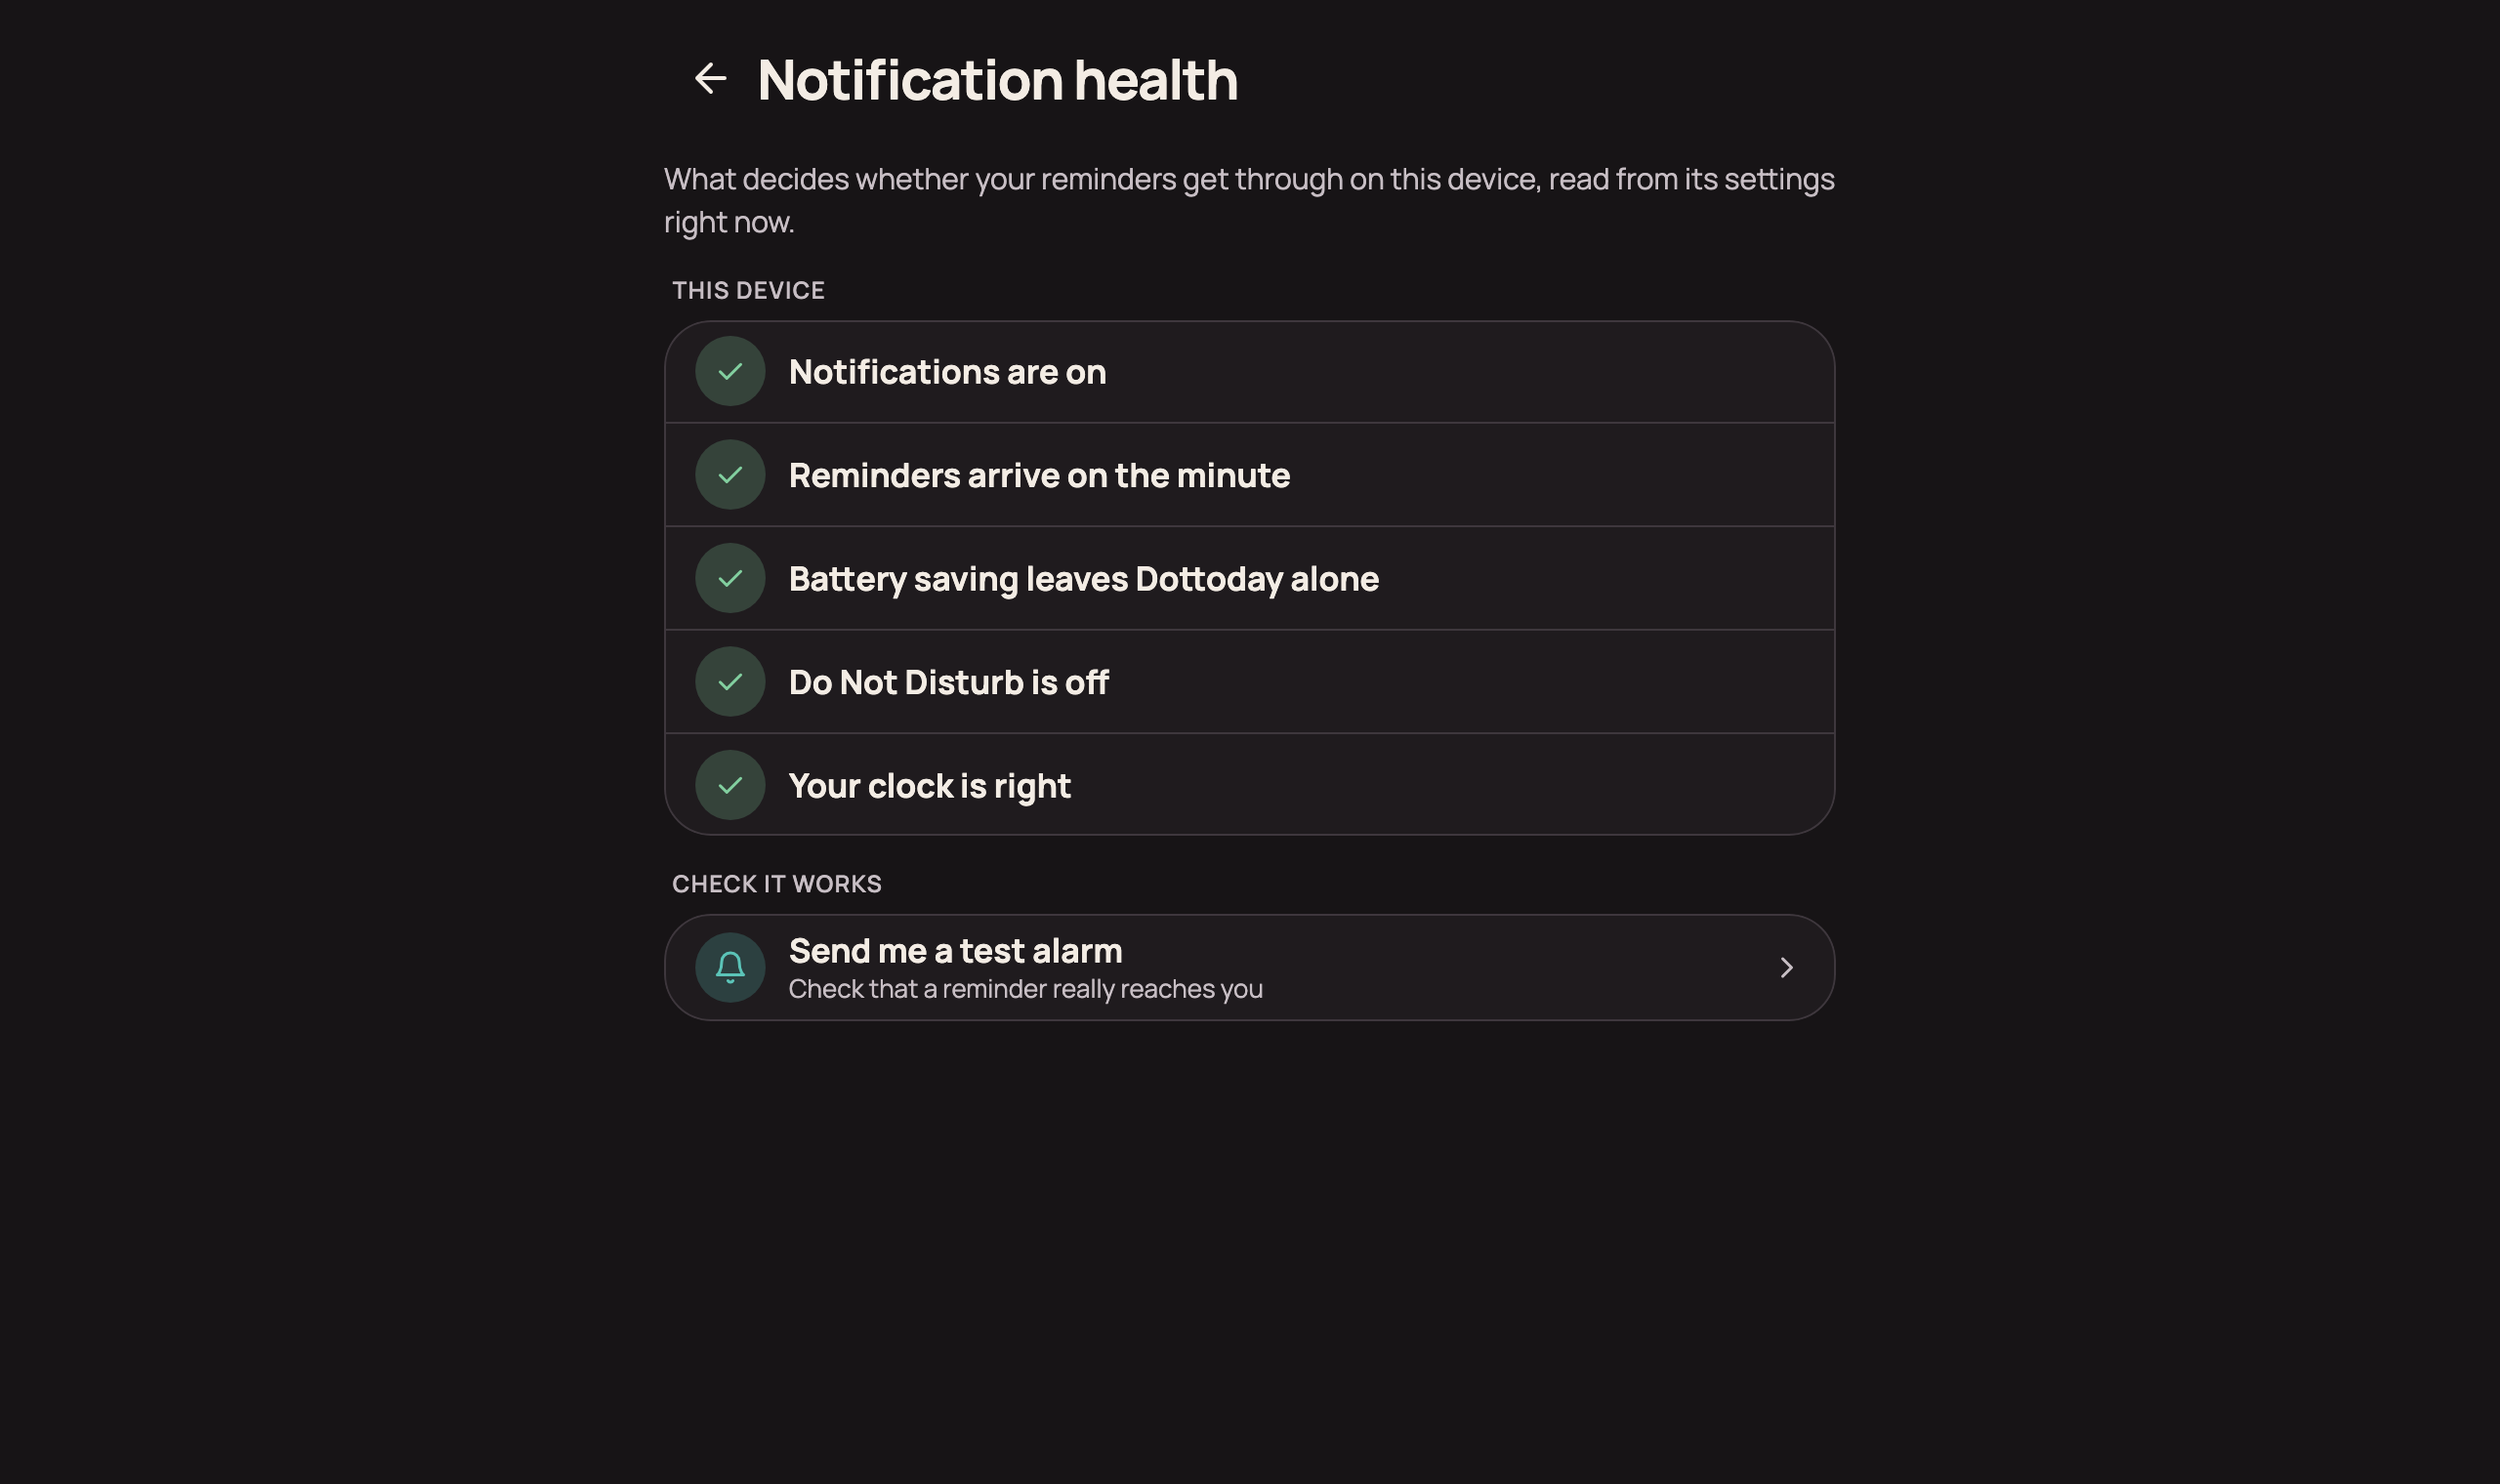 Notification health
What decides whether your reminders get through on this device, read from its settings
right now.
THIS DEVICE
Notifications are on
Reminders arrive on the minute
Battery saving leaves Dottoday alone
Do Not Disturb is off
Your clock is right
CHECK IT WORKS
Send me a test alarm
Check that a reminder really reaches you